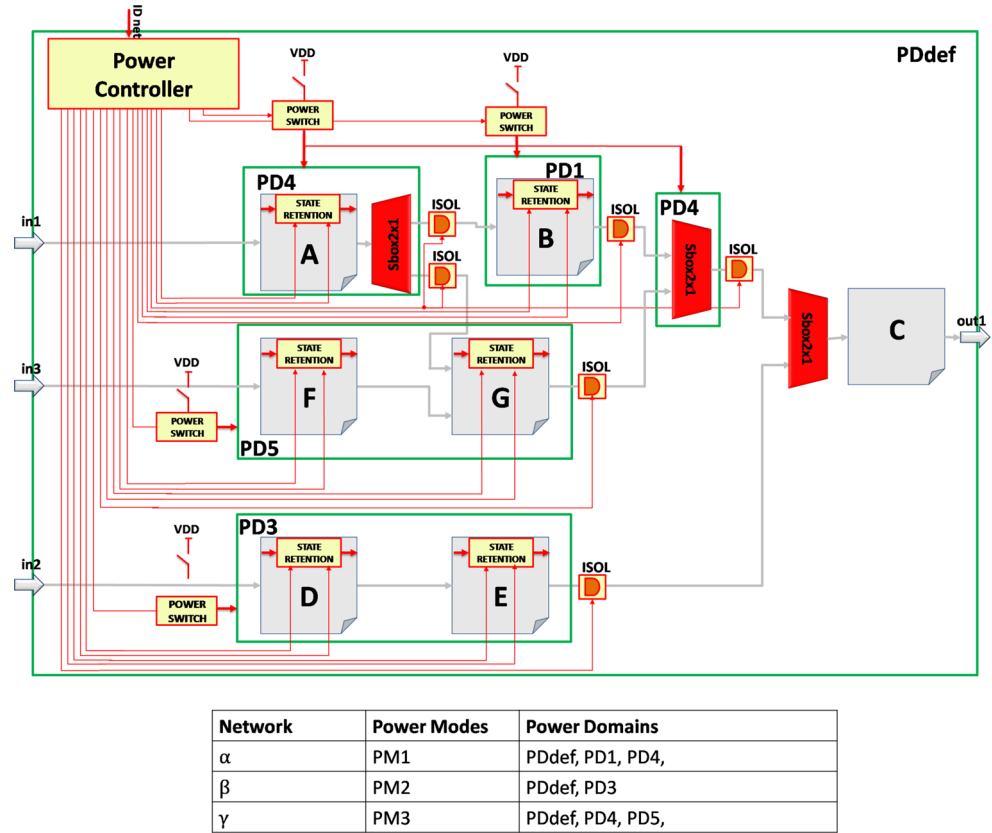 ID net
Power
Controller
PDdef
VDD
VDD
POWER
SWITCH
POWER
SWITCH
PD4
STATE
RETENTION
A
Sbox2x1
ISOL
ISOL
PD1
STATE
RETENTION
B
ISOL
PD4
Sbox2x1
ISOL
Sbox2x1
C
out1
in1
in3
VDD
POWER
SWITCH
PD5
STATE
RETENTION
F
STATE
RETENTION
G
ISOL
in2
VDD
POWER
SWITCH
PD3
STATE
RETENTION
D
STATE
RETENTION
E
ISOL
Network Power Modes Power Domains
α PM1 PDdef, PD1, PD4,
β PM2 PDdef, PD3
γ PM3 PDdef, PD4, PD5,